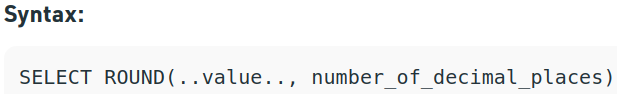 Syntax:
SELECT ROUND(..value.., number_of_decimal_places)